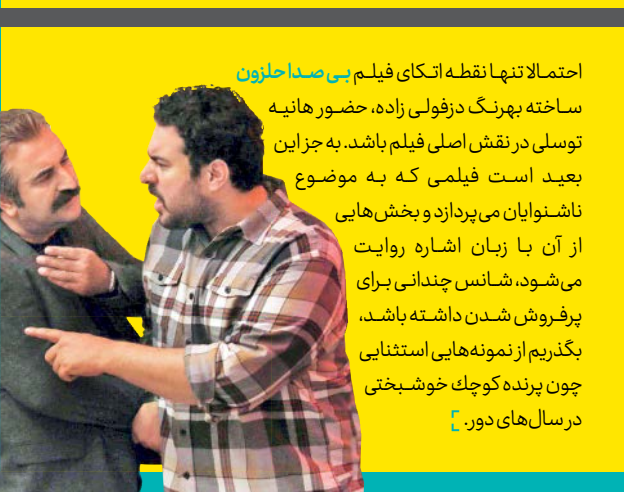 احتمالا تنها نقطه اتکای فیلم بی صدا حلزون
ساخته بهرنگ دزفولی زاده، حضور هانیه
توسلی در نقش اصلی فیلم باشد. به جز این
بعید است فیلمی که به موضوع
ناشنوایان می‌پردازد و بخش‌هایی
از آن با زبان اشاره روایت
می‌شود، شانس چندانی برای
پرفروش شدن داشته باشد،
بگذریم از نمونه‌هایی استثنایی
چون پرنده کوچك خوشبختی
در سال‌های دور.